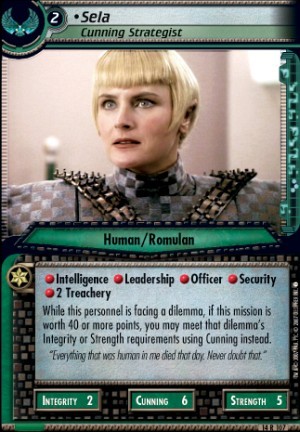 2 •Sela
Cunning Strategist
Human/Romulan
Intelligence Leadership Officer Security
2 Treachery
While this personnel is facing a dilemma, if this mission is
worth 40 or more points, you may meet that dilemma's
Integrity or Strength requirements using Cunning instead.
"Everything that was human in me died that day. Never doubt that."
INTEGRITY 2 CUNNING 6 STRENGTH 5